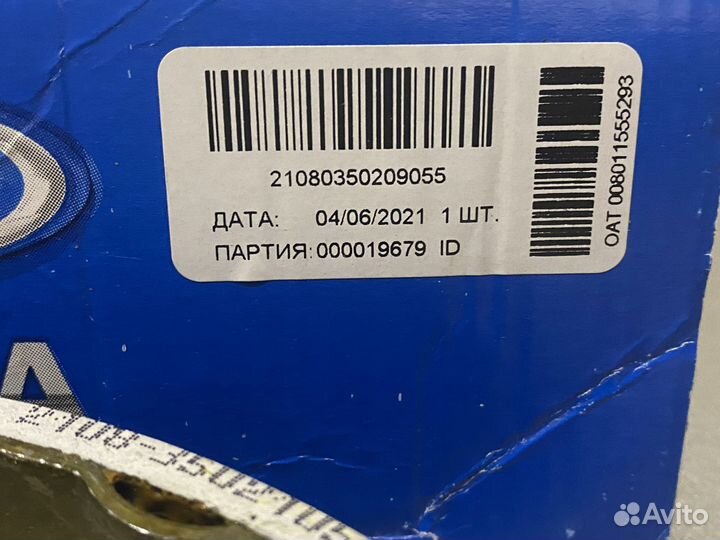 21080350209055
ДАТА: 04/06/2021 1 ШТ.
ПАРТИЯ: 000019679 ID
OAT 008011555293
A
Avito